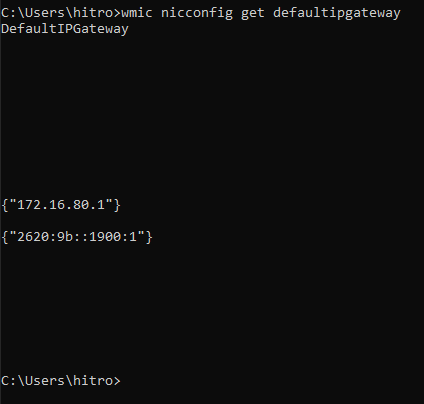 C:\Users\hitro>wmic nicconfig get defaultipgateway
DefaultIPGateway
{"172.16.80.1"}
{"2620:9b::1900:1"}
C:\Users\hitro>